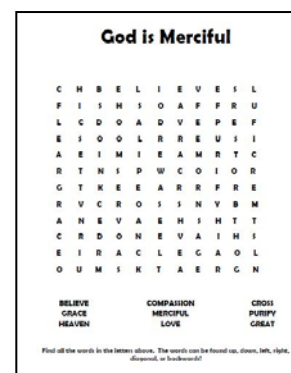 God is Merciful
C H B E L I E V E S L
F I S H S O A F F R U
L C D O A D V E P E F
E S O O L R R E U S I
A E I M I E A M R T C
R T N S P W C O I O R
G T K E E A R R F R E
R V C R O S S N Y B M
A N E V A E H S H T T
C R D O N E V A I H S
E I R A C L E G A O L
O U M S K T A E R G N
BELIEVE COMPASSION CROSS
GRACE MERCIFUL PURIFY
HEAVEN LOVE GREAT
Find all the words in the letters above. The words can be found up, down, left, right,
diagonal, or backwards!